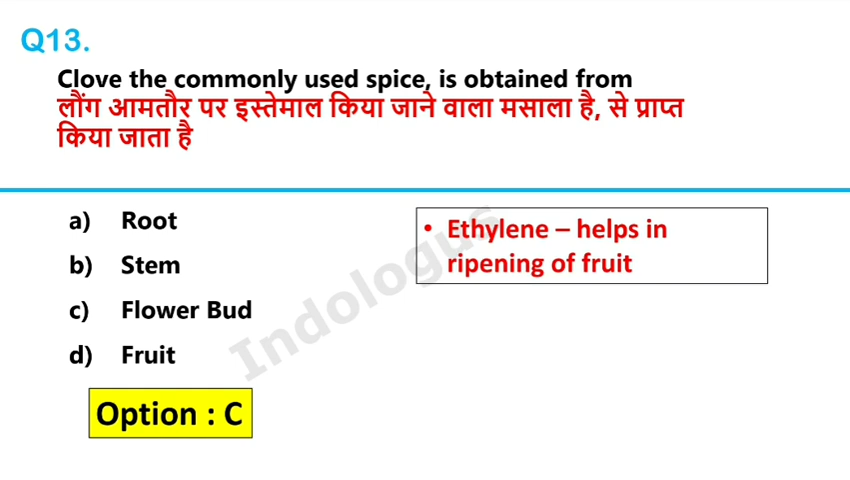 Q13.
Clove the commonly used spice, is obtained from
लौंग आमतौर पर इस्तेमाल किया जाने वाला मसाला है, से प्राप्त
किया जाता है
a) Root
b) Stem
c) Flower Bud
d) Fruit
Option : C
• Ethylene – helps in
ripening of fruit
Indologus